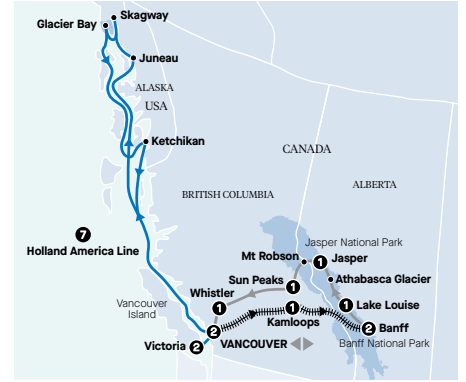 Skagway
Glacier Bay
Juneau
ALASKA
USA
Ketchikan
CANADA
ALBERTA
BRITISH COLUMBIA
7
Holland America Line
Jasper National Park
Mt Robson
1 Jasper
Athabasca Glacier
Sun Peaks
1
Whistler
1
Vancouver
Island
1
Kamloops
1 Lake Louise
2 Banff
Banff National Park
2
VANCOUVER
Victoria 2